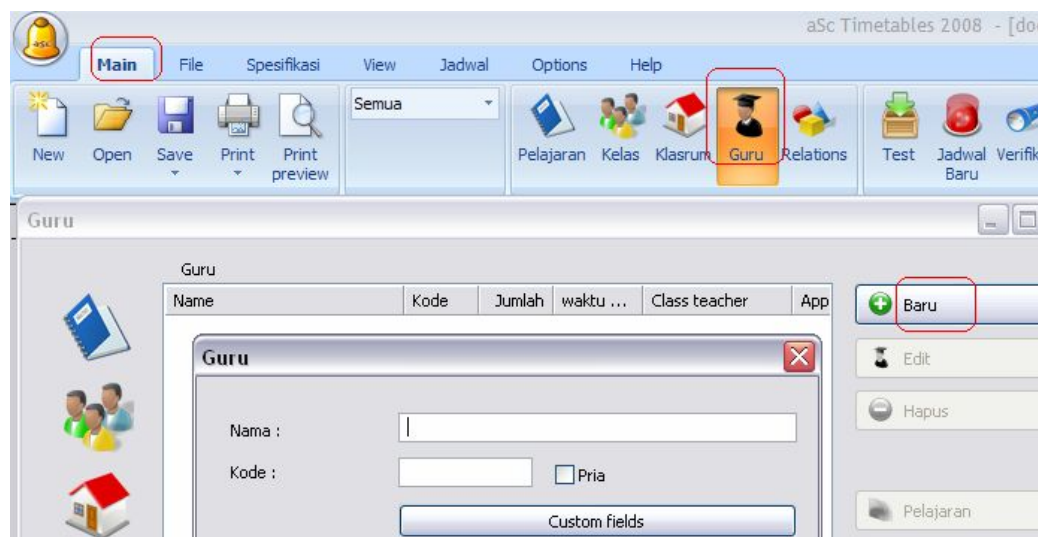 aSc Timetables 2008 - [do
asc
Main File Spesifikasi View Jadwal Options Help
Semua
New Open Save Print Print preview Pelajaran Kelas Klasrum Guru Relations Test Jadwal Baru Verifik
Guru
Guru
Name Kode Jumlah waktu ... Class teacher App
Baru
Guru
Edit
Hapus
Nama :
Kode : Pria
Custom fields
Pelajaran